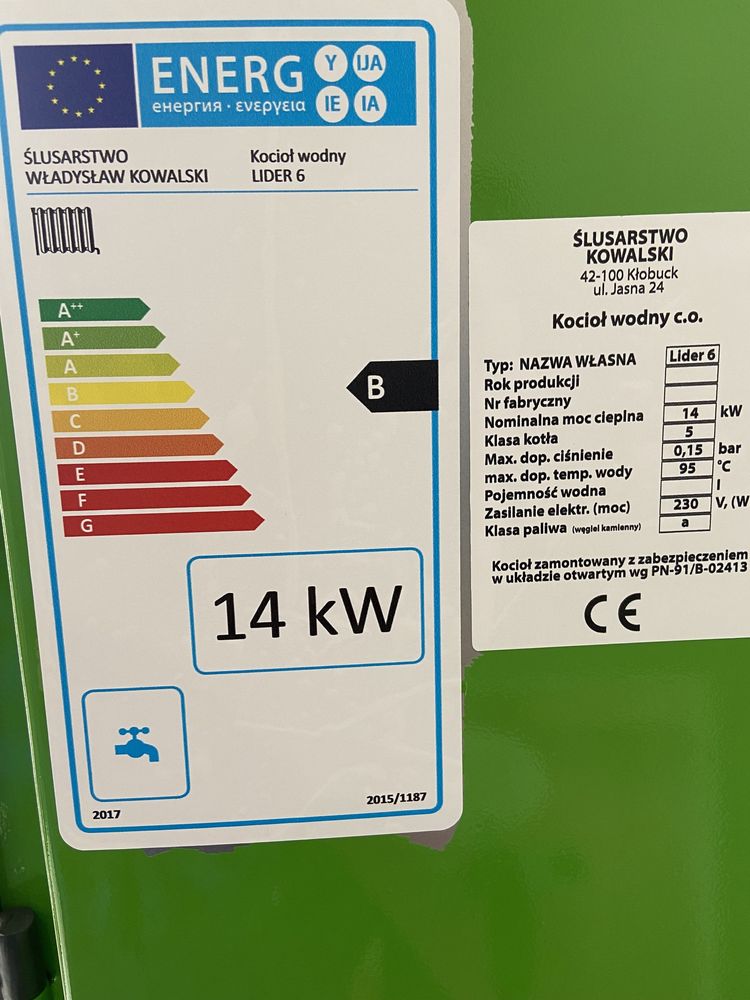 ENERG
енергия · ενεργεια
Y IJA
IE IA
ŚLUSARSTWO
WŁADYSŁAW KOWALSKI
Kocioł wodny
LIDER 6
A++
A+
A
B
C
D
E
F
G
B
14 kW
2017
2015/1187
ŚLUSARSTWO
KOWALSKI
42-100 Kłobuck
ul. Jasna 24
Kocioł wodny c.o.
Typ: NAZWA WŁASNA Lider 6
Rok produkcji
Nr fabryczny
Nominalna moc cieplna 14 kW
Klasa kotła 5
Max. dop. ciśnienie 0,15 bar
max. dop. temp. wody 95 °C
Pojemność wodna l
Zasilanie elektr. (moc) 230 V, (W
Klasa paliwa (węgiel kamienny) a
Kocioł zamontowany z zabezpieczeniem
w układzie otwartym wg PN-91/B-02413
CE